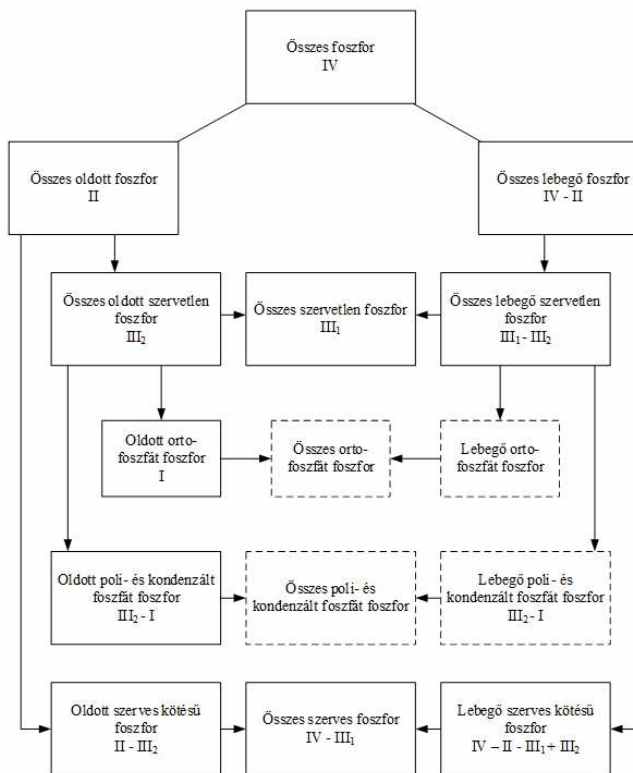 Összes foszfor
IV
Összes oldott foszfor
II
Összes lebegő foszfor
IV - II
Összes oldott szervetlen
foszfor
III₂
Összes szervetlen foszfor
III₁
Összes lebegő szervetlen
foszfor
III₁ - III₂
Oldott orto-
foszfát foszfor
I
Összes orto-
foszfát foszfor
Lebegő orto-
foszfát foszfor
Oldott poli- és kondenzált
foszfát foszfor
III₂ - I
Összes poli- és
kondenzált foszfát foszfor
Lebegő poli- és
kondenzált foszfát foszfor
III₂ - I
Oldott szerves kötésű
foszfor
II - III₂
Összes szerves foszfor
IV - III₁
Lebegő szerves kötésű
foszfor
IV – II - III₁ + III₂